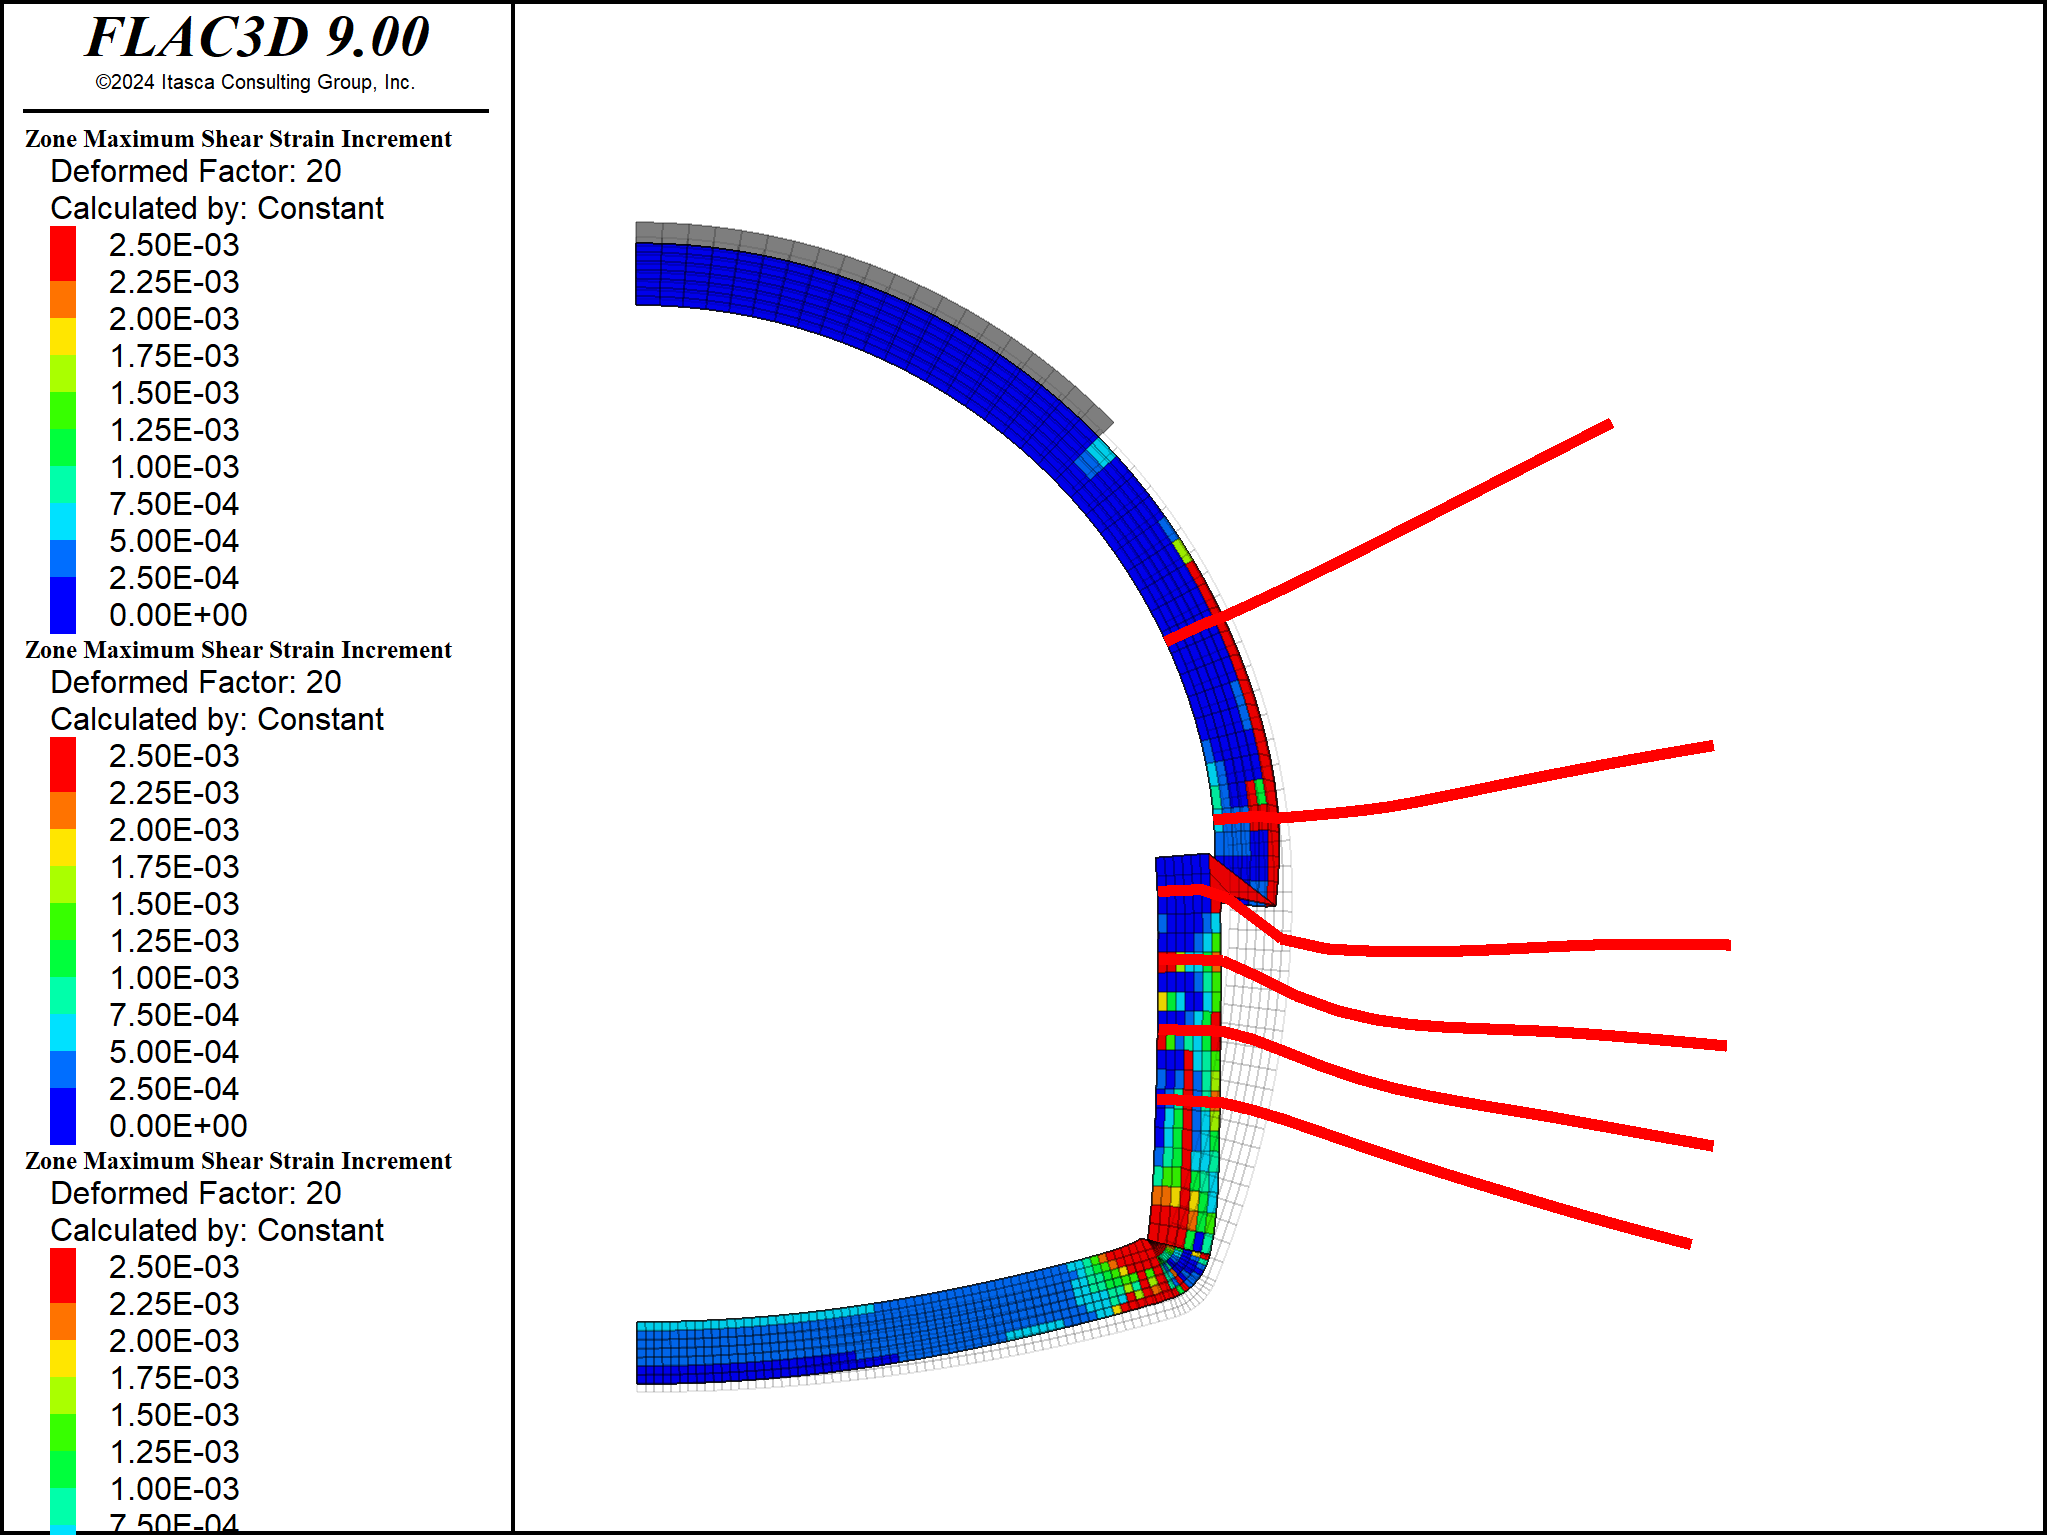 FLAC3D 9.00
©2024 Itasca Consulting Group, Inc.
Zone Maximum Shear Strain Increment
Deformed Factor: 20
Calculated by: Constant
2.50E-03
2.25E-03
2.00E-03
1.75E-03
1.50E-03
1.25E-03
1.00E-03
7.50E-04
5.00E-04
2.50E-04
0.00E+00
Zone Maximum Shear Strain Increment
Deformed Factor: 20
Calculated by: Constant
2.50E-03
2.25E-03
2.00E-03
1.75E-03
1.50E-03
1.25E-03
1.00E-03
7.50E-04
5.00E-04
2.50E-04
0.00E+00
Zone Maximum Shear Strain Increment
Deformed Factor: 20
Calculated by: Constant
2.50E-03
2.25E-03
2.00E-03
1.75E-03
1.50E-03
1.25E-03
1.00E-03
7.50E-04